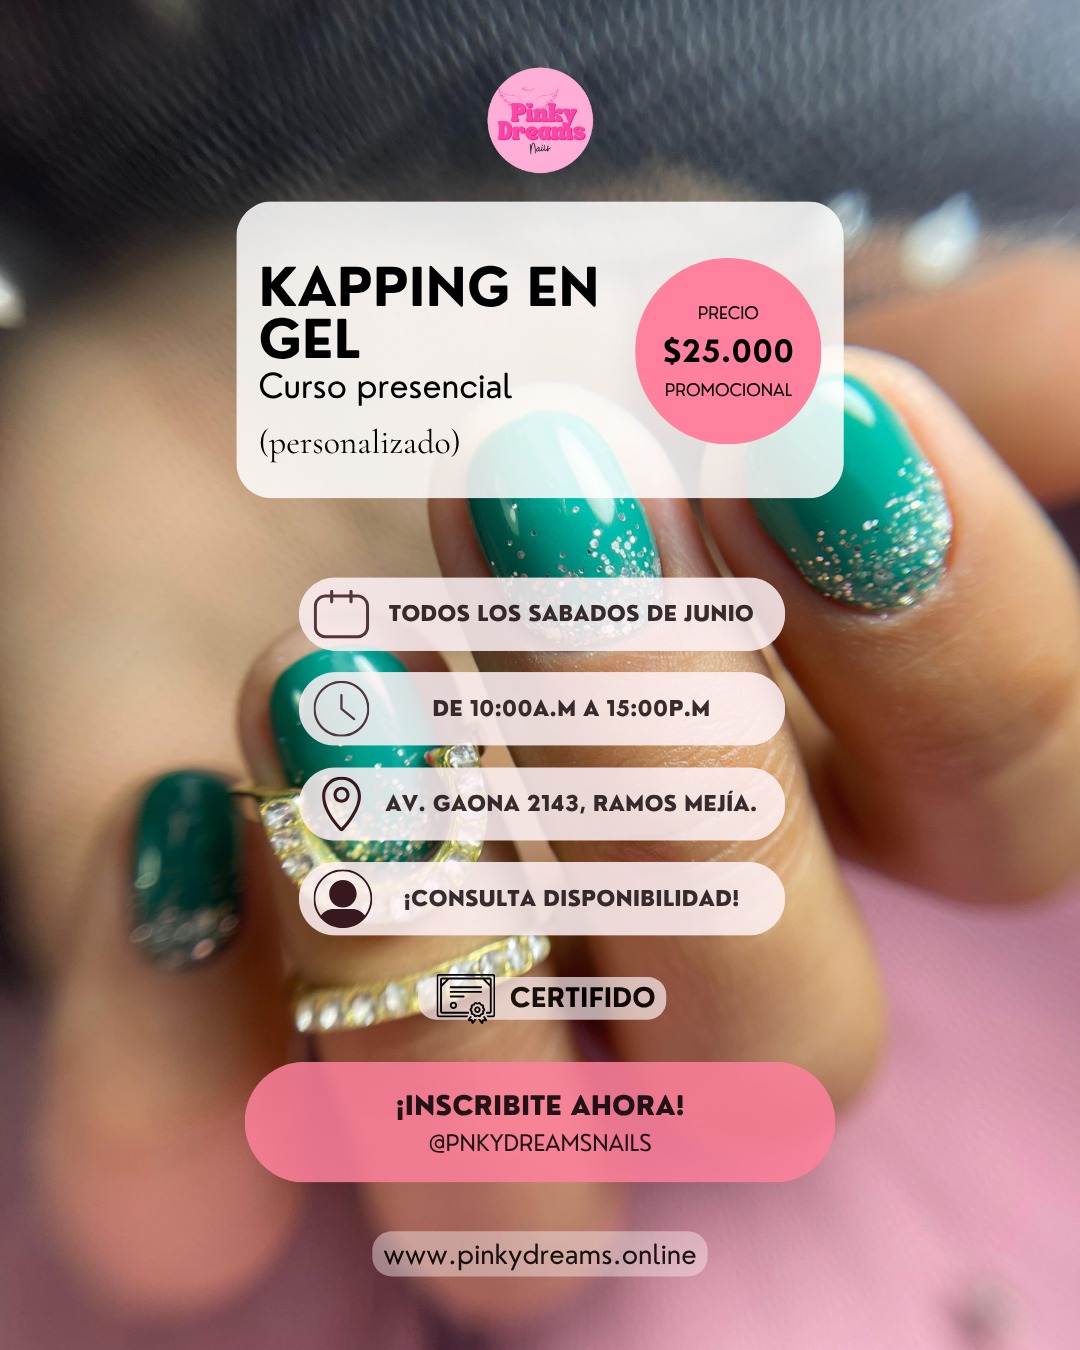 Pinky
Dreams
Nails
KAPPING EN
GEL
Curso presencial
(personalizado)
PRECIO
$25.000
PROMOCIONAL
TODOS LOS SABADOS DE JUNIO
DE 10:00A.M A 15:00P.M
AV. GAONA 2143, RAMOS MEJÍA.
¡CONSULTA DISPONIBILIDAD!
CERTIFIDO
¡INSCRIBITE AHORA!
@PNKYDREAMSNAILS
www.pinkydreams.online